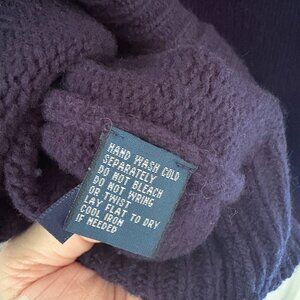 HAND WASH COLD
SEPARATELY
DO NOT BLEACH
DO NOT WRING
OR TWIST
LAY FLAT TO DRY
COOL IRON
IF NEEDED